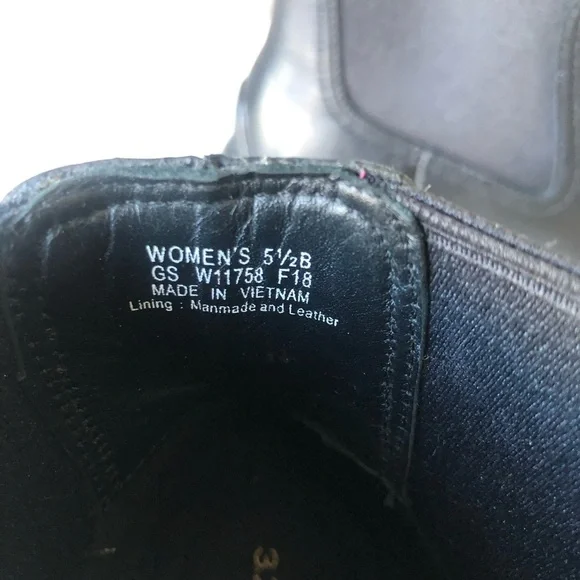 WOMEN'S 5½B
GS W11758 F18
MADE IN VIETNAM
Lining : Manmade and Leather